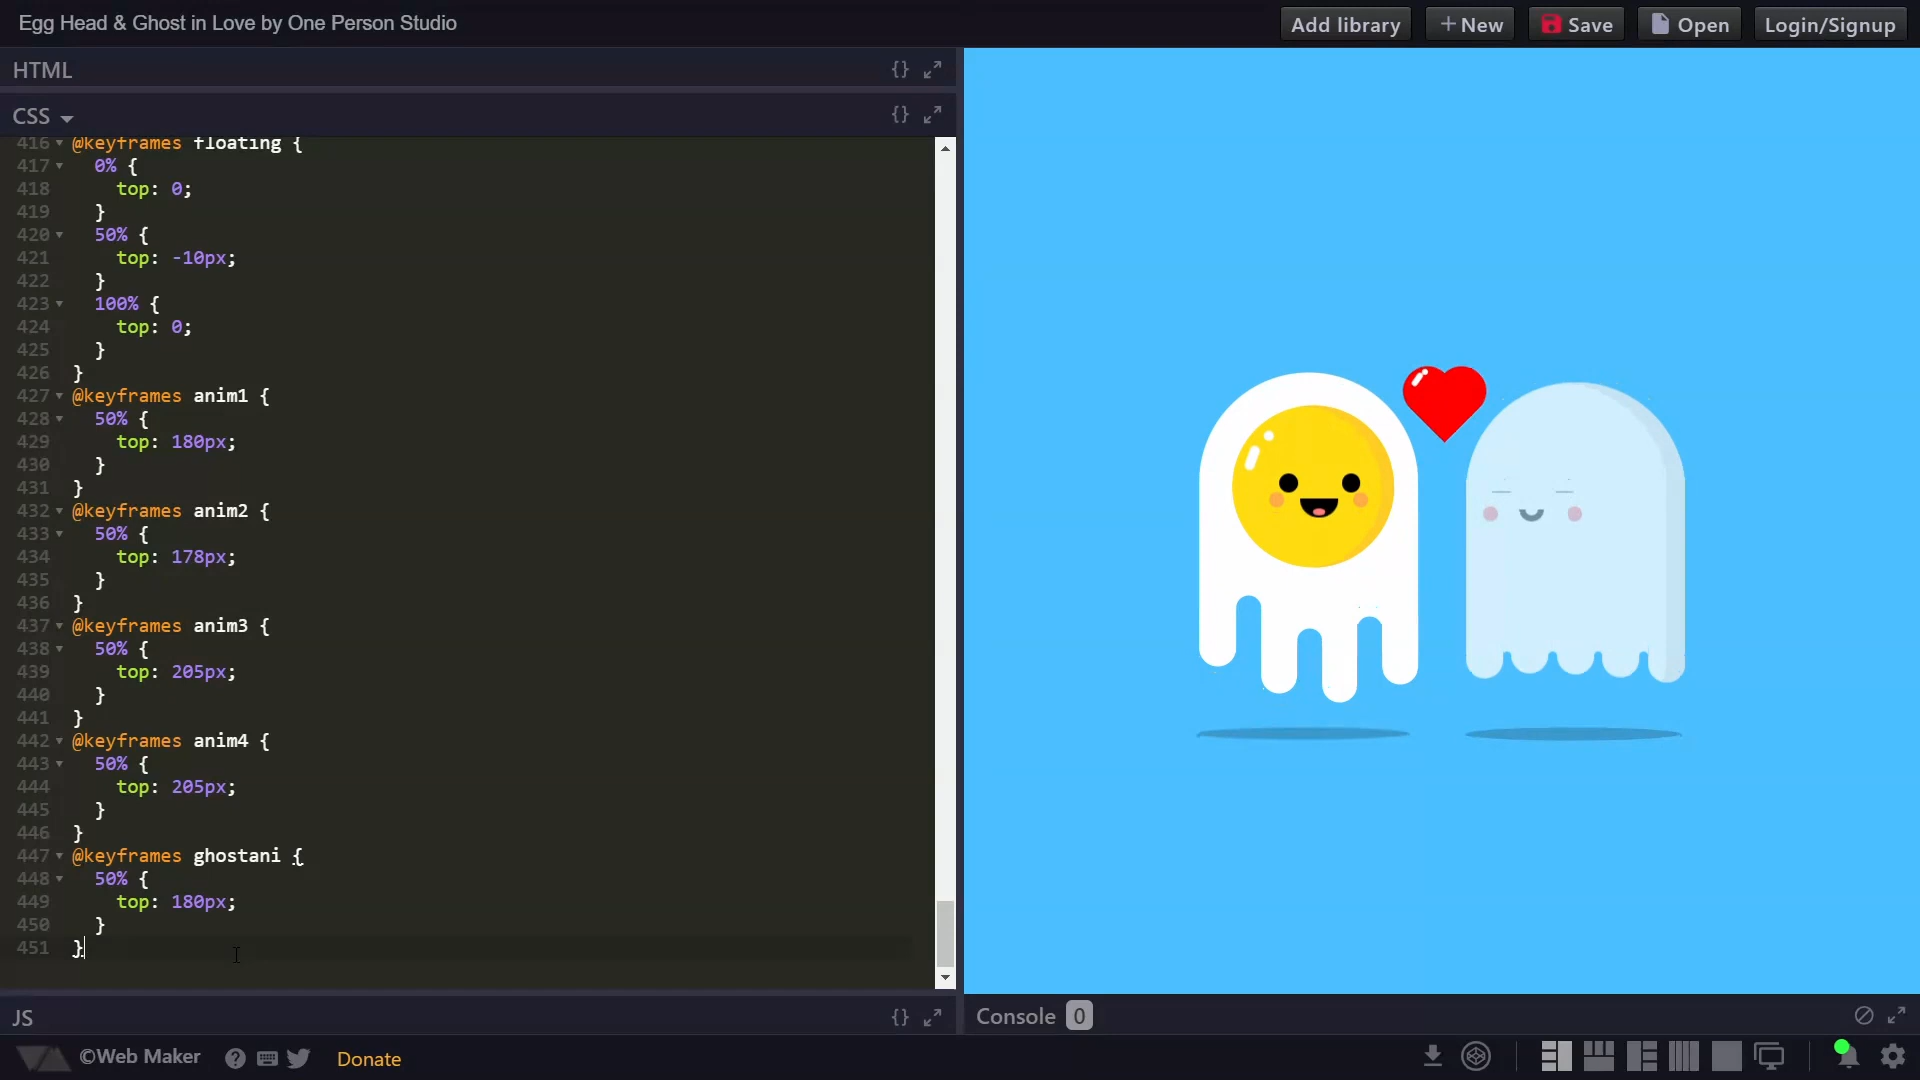 Egg Head & Ghost in Love by One Person Studio
Add library
+ New
Save
Open
Login/Signup
HTML
{}
CSS
{}
416 @keyframes floating {
417 0% {
418 top: 0;
419 }
420 50% {
421 top: -10px;
422 }
423 100% {
424 top: 0;
425 }
426 }
427 @keyframes anim1 {
428 50% {
429 top: 180px;
430 }
431 }
432 @keyframes anim2 {
433 50% {
434 top: 178px;
435 }
436 }
437 @keyframes anim3 {
438 50% {
439 top: 205px;
440 }
441 }
442 @keyframes anim4 {
443 50% {
444 top: 205px;
445 }
446 }
447 @keyframes ghostani {
448 50% {
449 top: 180px;
450 }
451 }
JS
{}
Console 0
©Web Maker
?
Donate